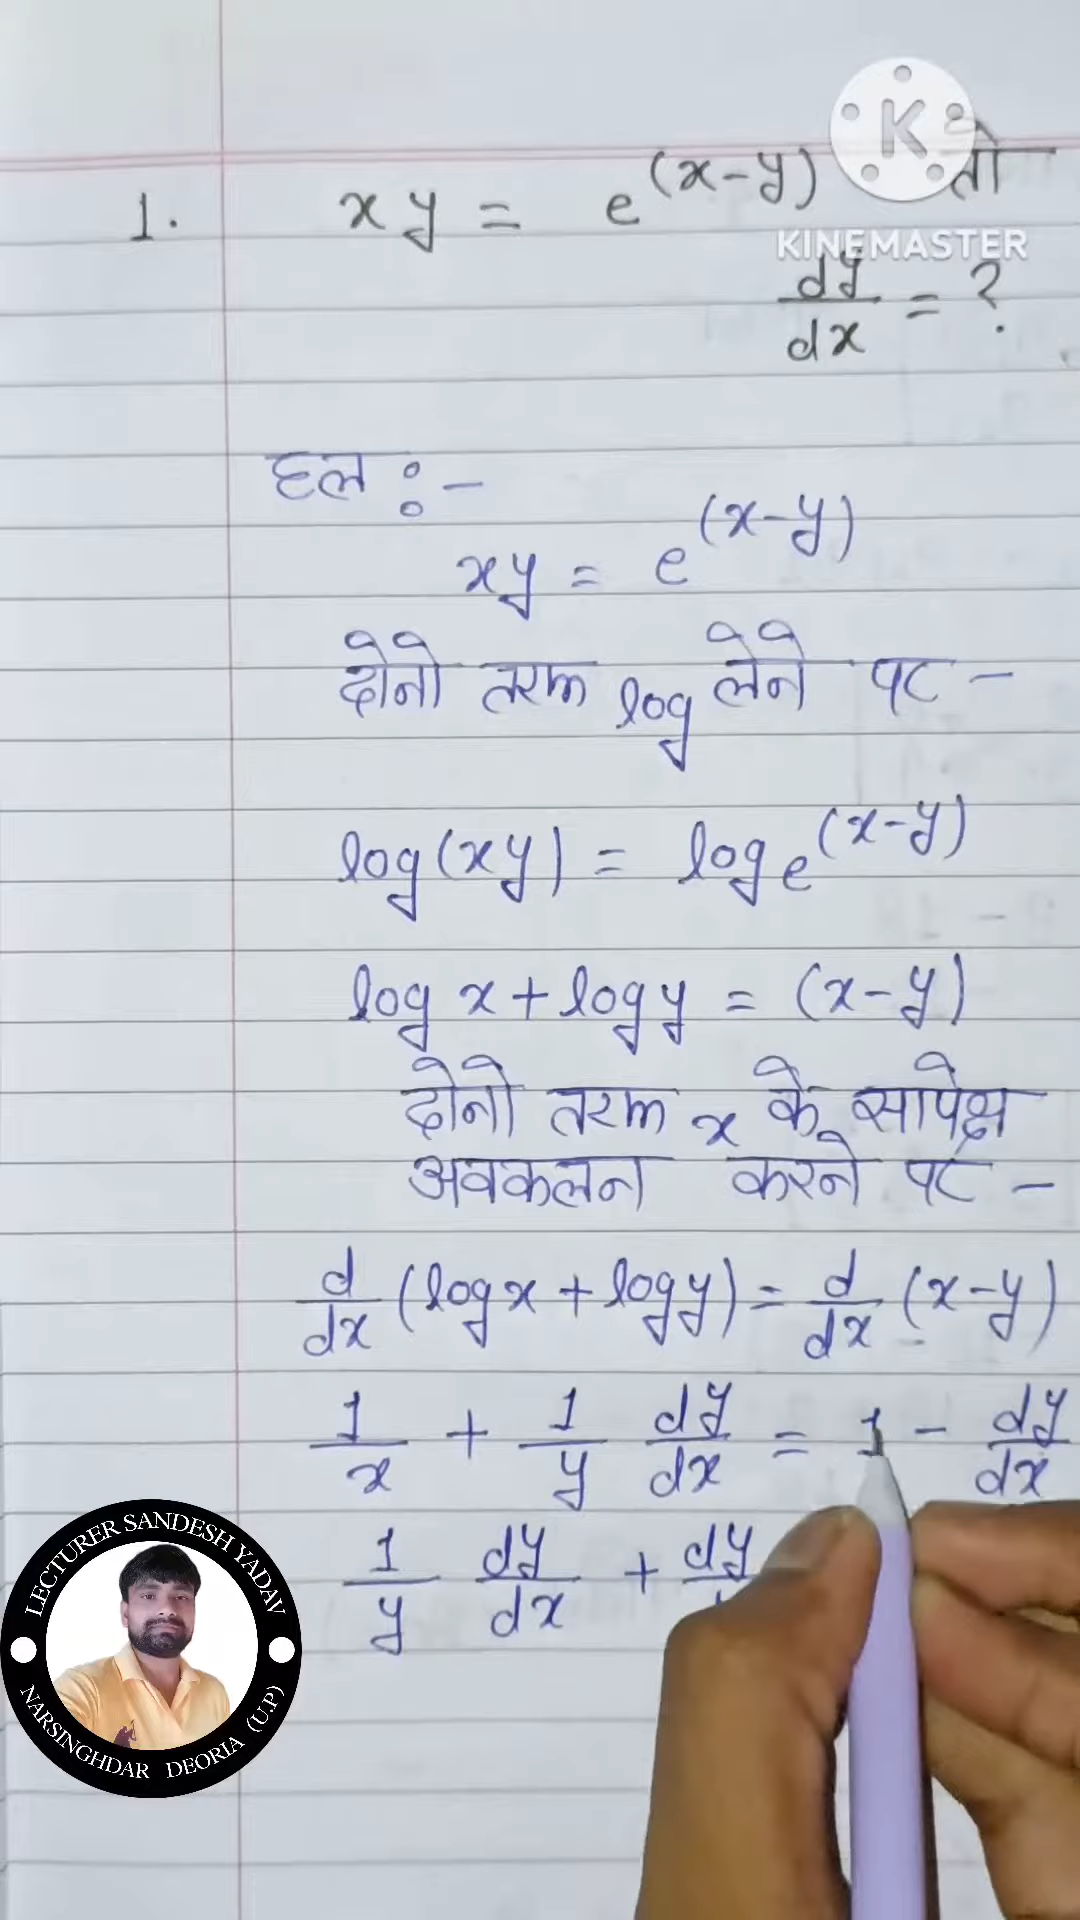 1. xy = e^(x-y) तो
KINEMASTER
dy/dx = ?
हल :-
xy = e^(x-y)
दोनो तरफ log लेने पर -
log(xy) = log e^(x-y)
log x + log y = (x-y)
दोनो तरफ x के सापेक्ष
अवकलन करने पर -
d/dx (log x + log y) = d/dx (x-y)
1/x + 1/y dy/dx = 1 - dy/dx
1/y dy/dx + dy/
LECTURER SANDESH YADAV
NARSINGHDAR DEORIA (U.P)